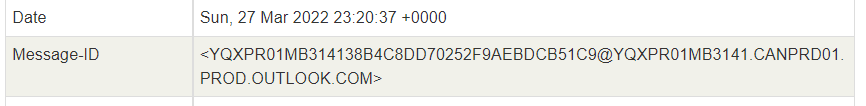 Date Sun, 27 Mar 2022 23:20:37 +0000
Message-ID <YQXPR01MB314138B4C8DD70252F9AEBDCB51C9@YQXPR01MB3141.CANPRD01.
PROD.OUTLOOK.COM>